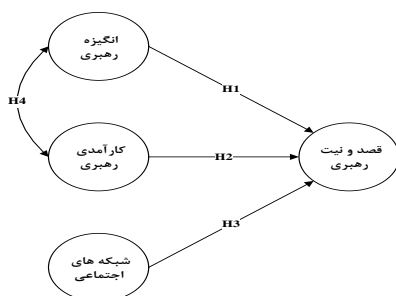 انگیزه
رهبری
H1
H4
کارآمدی
رهبری
H2
قصد و نیت
رهبری
H3
شبکه های
اجتماعی